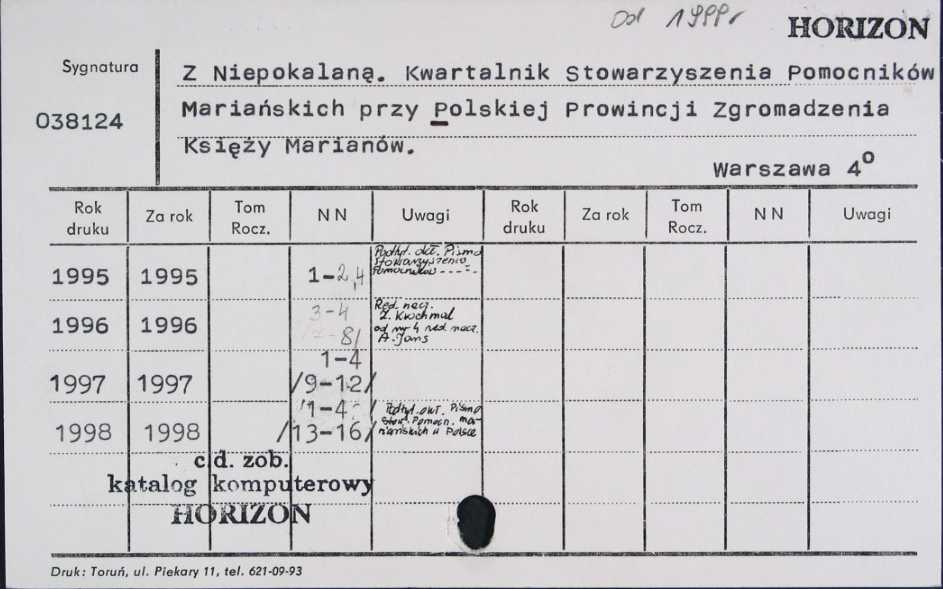 Od 1999r
HORIZON
Sygnatura
038124
Z Niepokalaną. Kwartalnik Stowarzyszenia Pomocników
Mariańskich przy Polskiej Prowincji Zgromadzenia
Księży Marianów.
Warszawa 4⁰
Rok druku Za rok Tom Rocz. N N Uwagi Rok druku Za rok Tom Rocz. N N Uwagi
1995 1995 1-2,4 Podtyt. okł. Pismo
Stowarzyszenia
Pomocników - - - -
1996 1996 3-4 Red. nacz.
Z. Kwochmal
8/ od nr 4 red. nacz.
A. Jans
1-4
1997 1997 /9-12/
1-4
1998 1998 /13-16/ Podtyt. okł. Pismo
Stow. Pomocn. Ma-
riańskich w Polsce
c.d. zob.
katalog komputerowy
HORIZON
Druk: Toruń, ul. Piekary 11, tel. 621-09-93